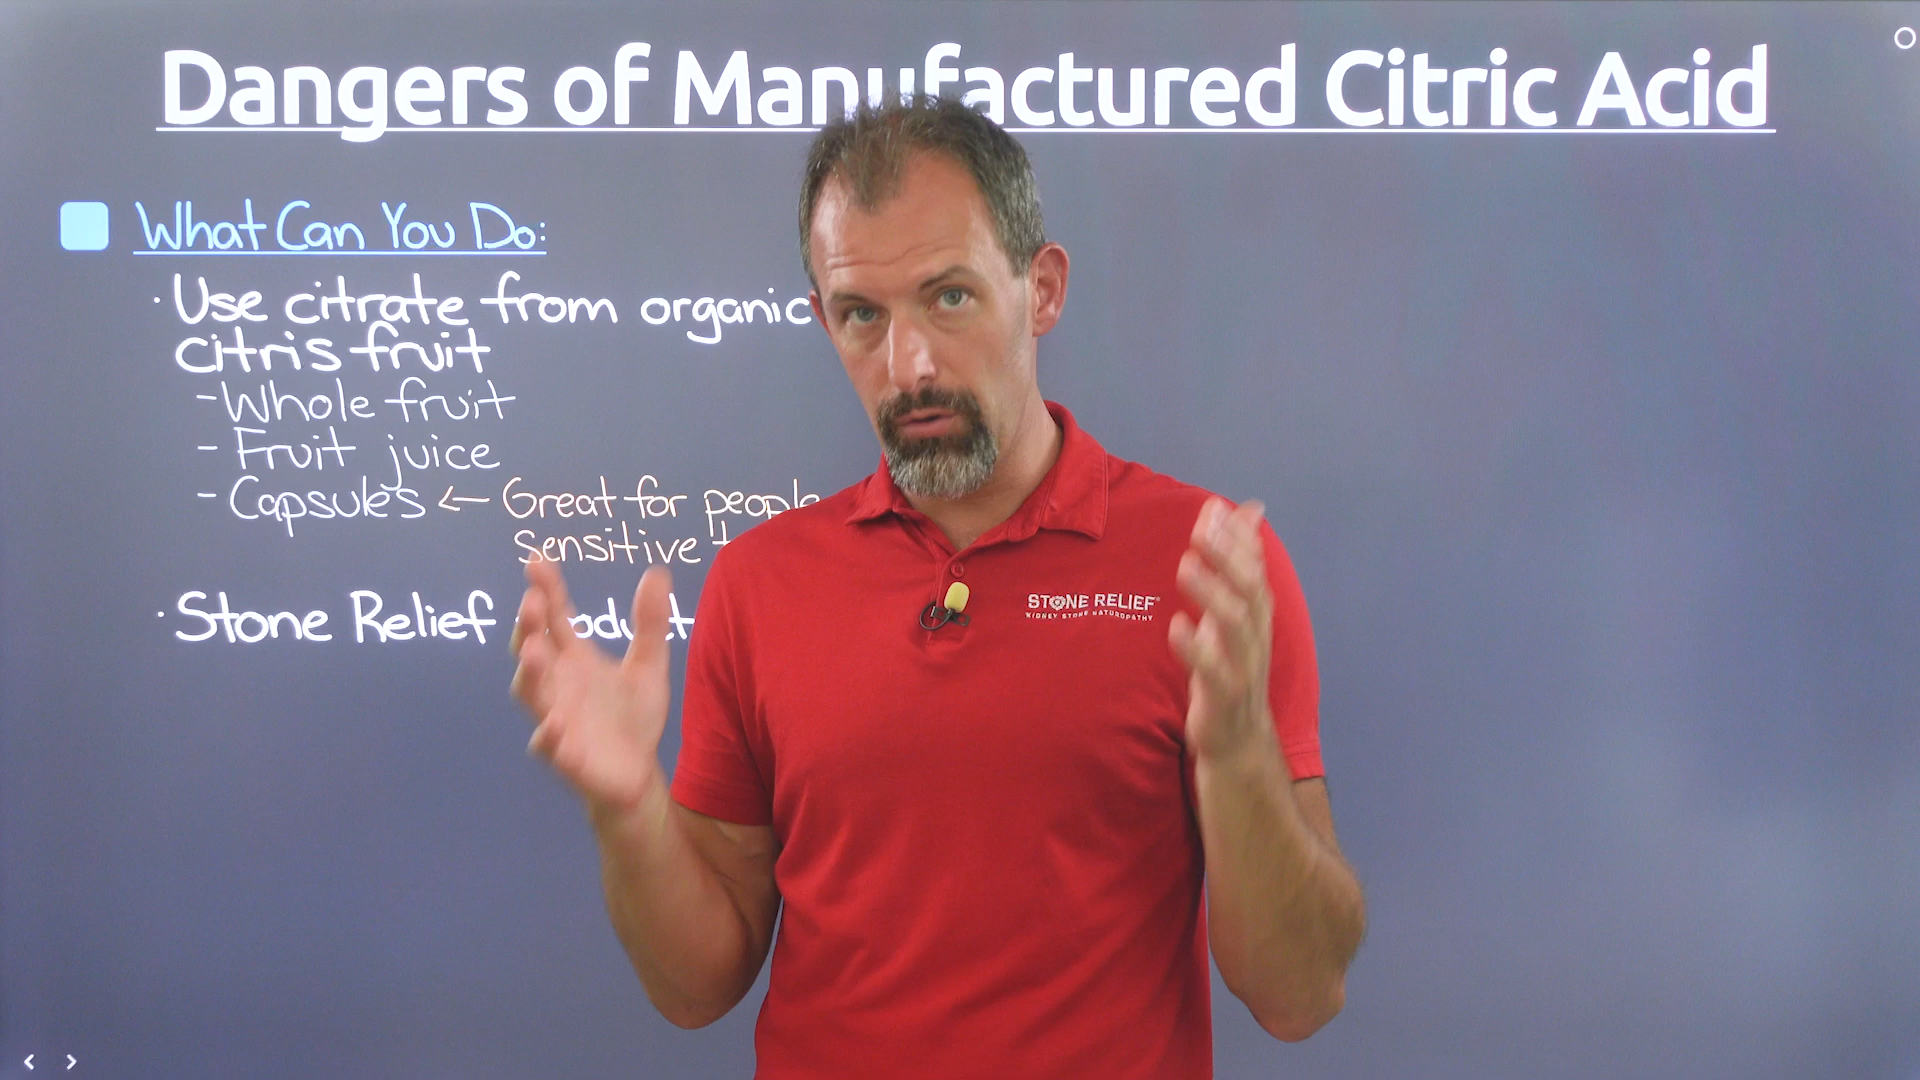 Dangers of Manufactured Citric Acid
What Can You Do:
· Use citrate from organic
citris fruit
- Whole fruit
- Fruit juice
- Capsules ← Great for people
Sensitive
· Stone Relief
STONE RELIEF
KIDNEY STONE NATUROPATHY